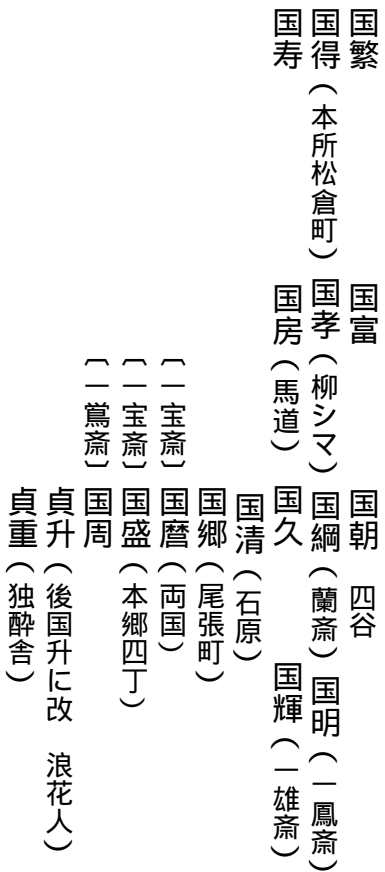 国繁　国富　国朝　四谷
国得（本所松倉町）国孝（柳シマ）国綱（蘭斎）国明（一鳳斎）
国寿　国房（馬道）国久　国輝（一雄斎）
国清（石原）
国郷（尾張町）
〔一宝斎〕国麿（両国）
〔一宝斎〕国盛（本郷四丁）
〔一鶯斎〕国周
貞升（後国升に改　浪花人）
貞重（独酔舎）